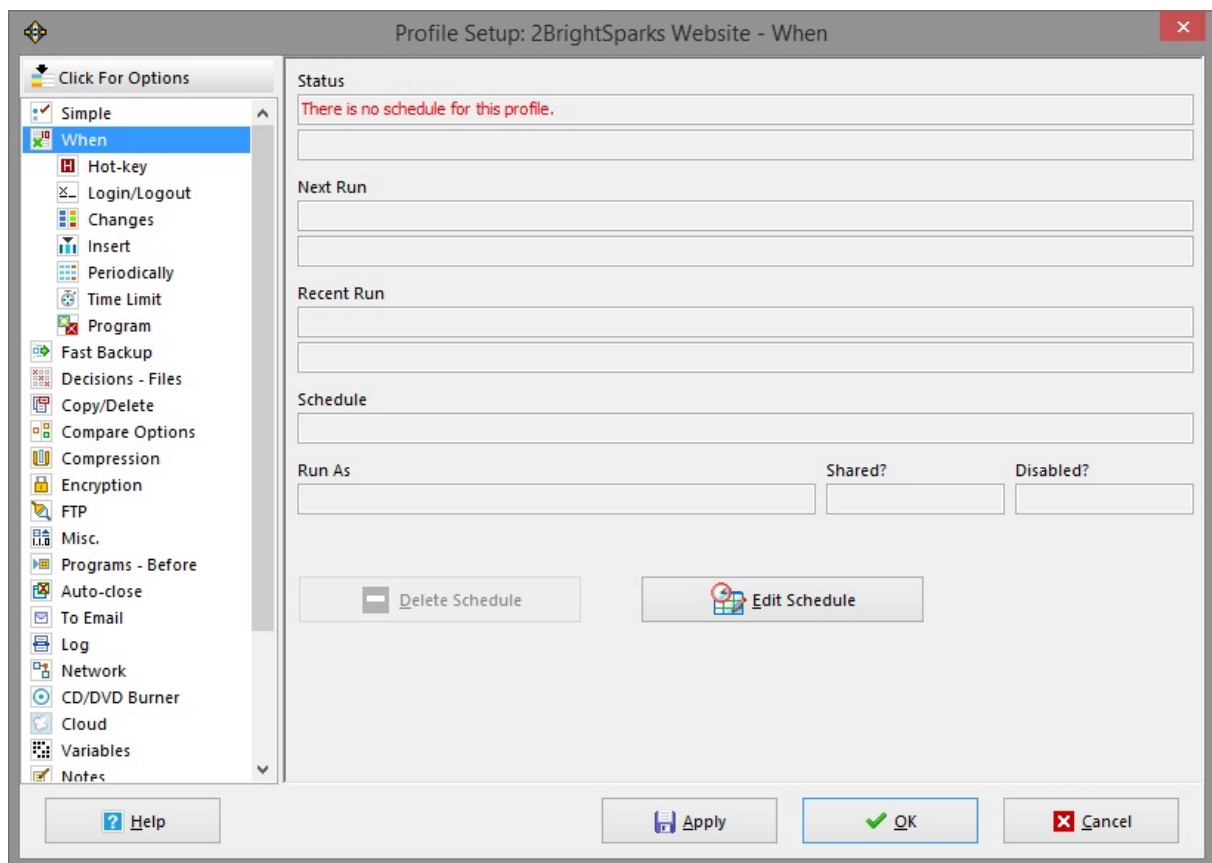 Profile Setup: 2BrightSparks Website - When
Click For Options
Simple
When
Hot-key
Login/Logout
Changes
Insert
Periodically
Time Limit
Program
Fast Backup
Decisions - Files
Copy/Delete
Compare Options
Compression
Encryption
FTP
Misc.
Programs - Before
Auto-close
To Email
Log
Network
CD/DVD Burner
Cloud
Variables
Notes
Status
There is no schedule for this profile.
Next Run
Recent Run
Schedule
Run As Shared? Disabled?
Delete Schedule Edit Schedule
Help Apply OK Cancel